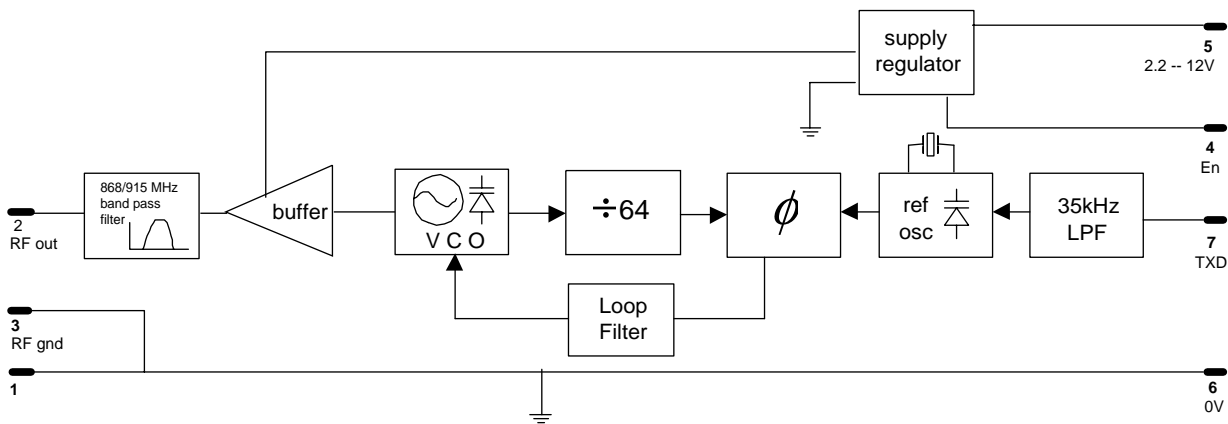 supply
regulator
5
2.2 -- 12V
4
En
868/915 MHz
band pass
filter
buffer
V C O
÷64
ϕ
ref
osc
35kHz
LPF
2
RF out
7
TXD
Loop
Filter
3
RF gnd
1
6
0V